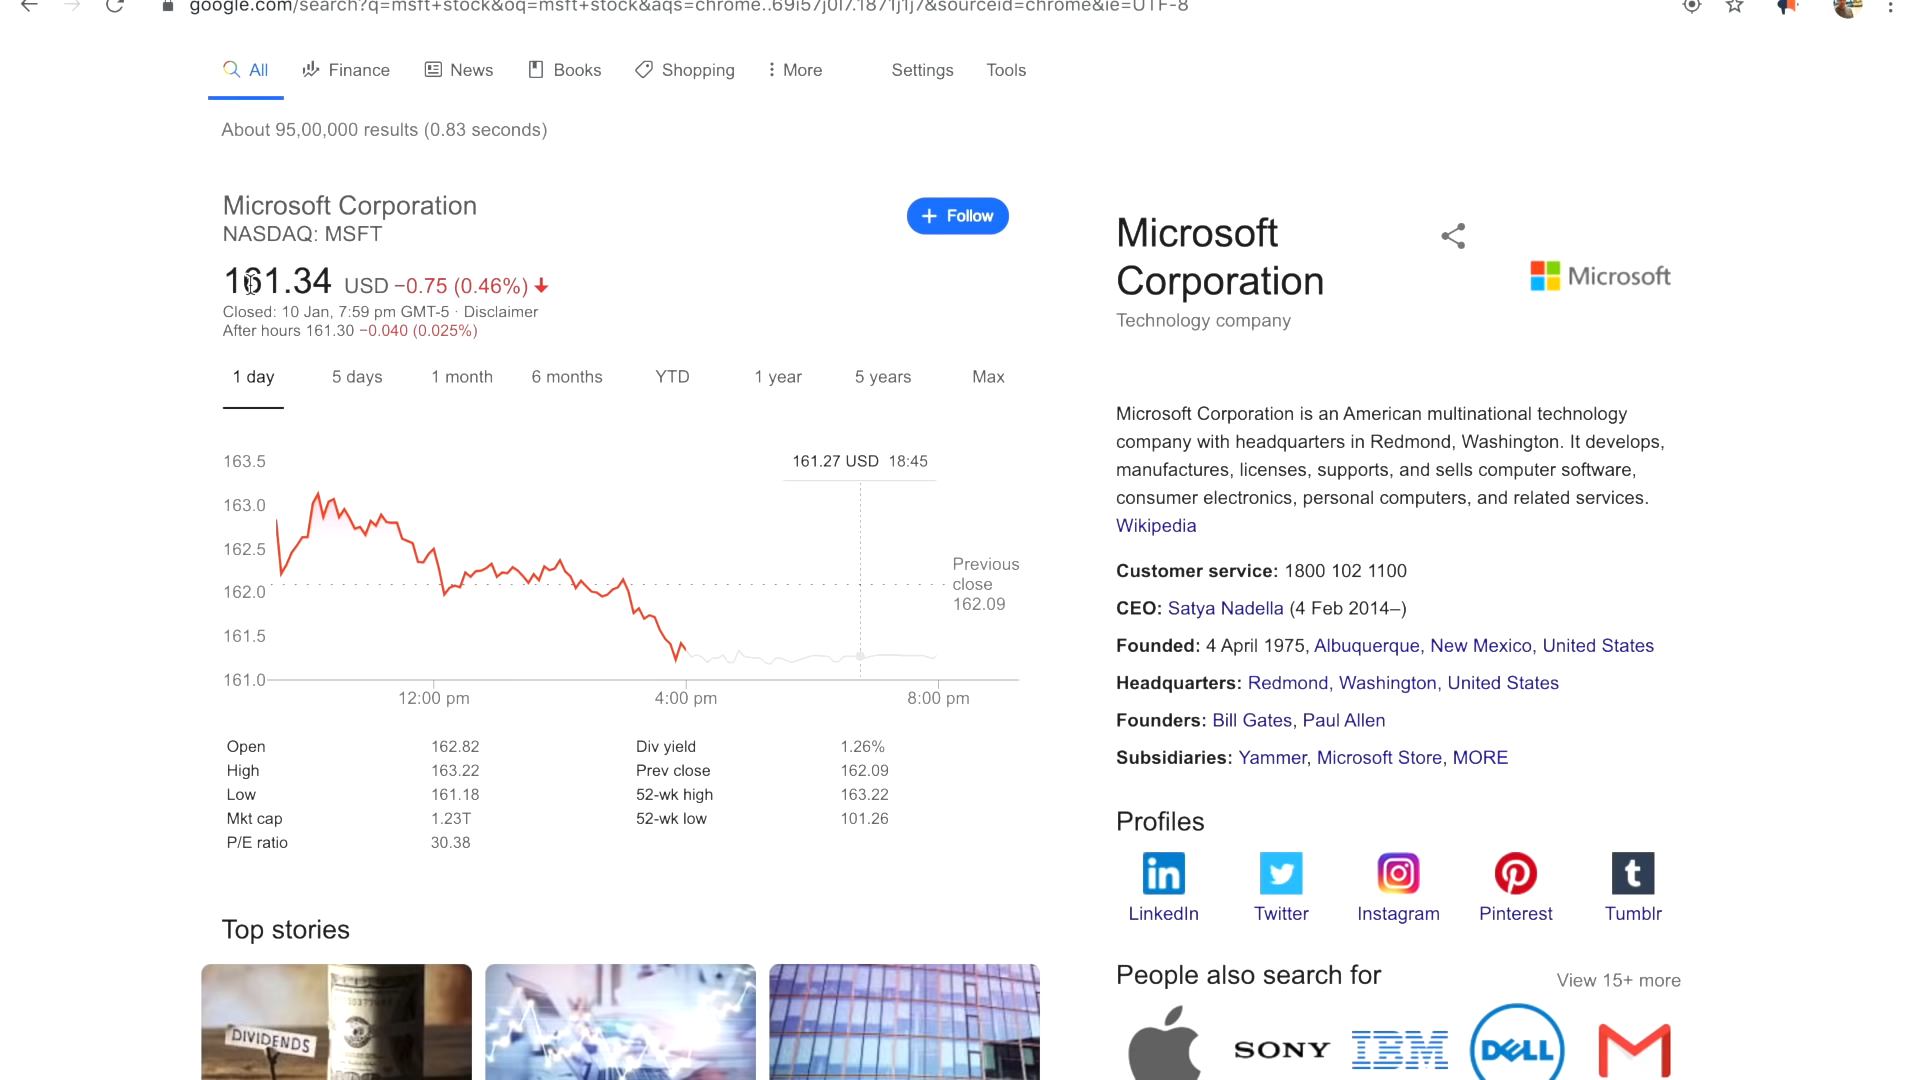 google.com/search?q=msft+stock&oq=msft+stock&aqs=chrome..69i57j0l7.1871j1j7&sourceid=chrome&ie=UTF-8
All Finance News Books Shopping More Settings Tools
About 95,00,000 results (0.83 seconds)
Microsoft Corporation
NASDAQ: MSFT
+ Follow
161.34 USD −0.75 (0.46%)
Closed: 10 Jan, 7:59 pm GMT-5 · Disclaimer
After hours 161.30 −0.040 (0.025%)
1 day 5 days 1 month 6 months YTD 1 year 5 years Max
161.27 USD 18:45
163.5
163.0
162.5
162.0
161.5
161.0
Previous
close
162.09
12:00 pm 4:00 pm 8:00 pm
Open 162.82 Div yield 1.26%
High 163.22 Prev close 162.09
Low 161.18 52-wk high 163.22
Mkt cap 1.23T 52-wk low 101.26
P/E ratio 30.38
Top stories
DIVIDENDS
Microsoft
Corporation
Technology company
Microsoft
Microsoft Corporation is an American multinational technology
company with headquarters in Redmond, Washington. It develops,
manufactures, licenses, supports, and sells computer software,
consumer electronics, personal computers, and related services.
Wikipedia
Customer service: 1800 102 1100
CEO: Satya Nadella (4 Feb 2014–)
Founded: 4 April 1975, Albuquerque, New Mexico, United States
Headquarters: Redmond, Washington, United States
Founders: Bill Gates, Paul Allen
Subsidiaries: Yammer, Microsoft Store, MORE
Profiles
LinkedIn Twitter Instagram Pinterest Tumblr
People also search for View 15+ more
SONY IBM DELL